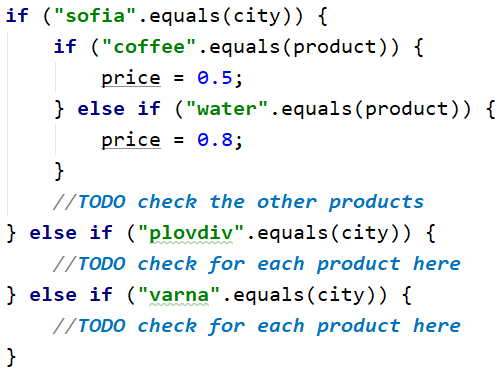 if ("sofia".equals(city)) {
    if ("coffee".equals(product)) {
        price = 0.5;
    } else if ("water".equals(product)) {
        price = 0.8;
    }
    //TODO check the other products
} else if ("plovdiv".equals(city)) {
    //TODO check for each product here
} else if ("varna".equals(city)) {
    //TODO check for each product here
}